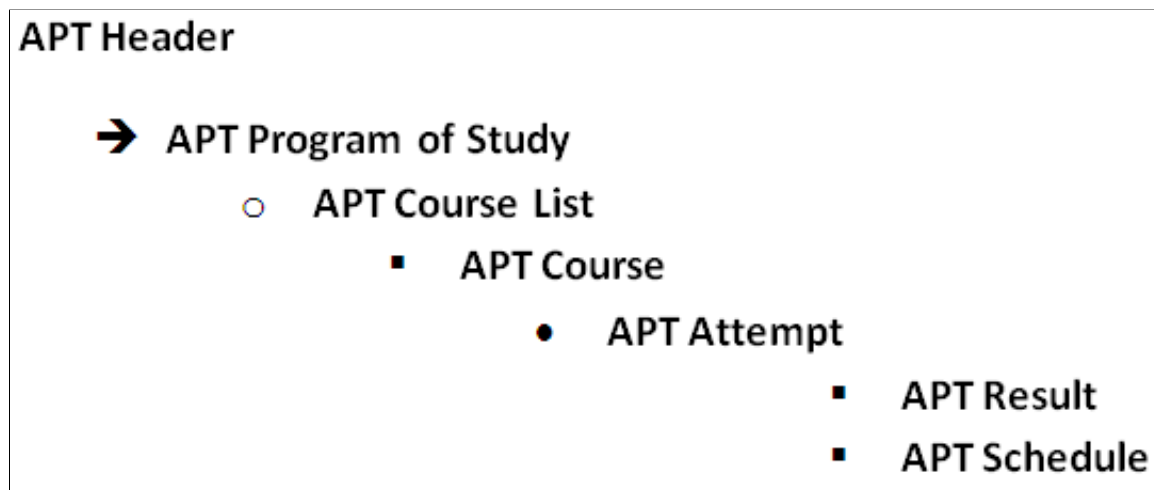 APT Header
➔ APT Program of Study
○ APT Course List
▪ APT Course
• APT Attempt
▪ APT Result
▪ APT Schedule